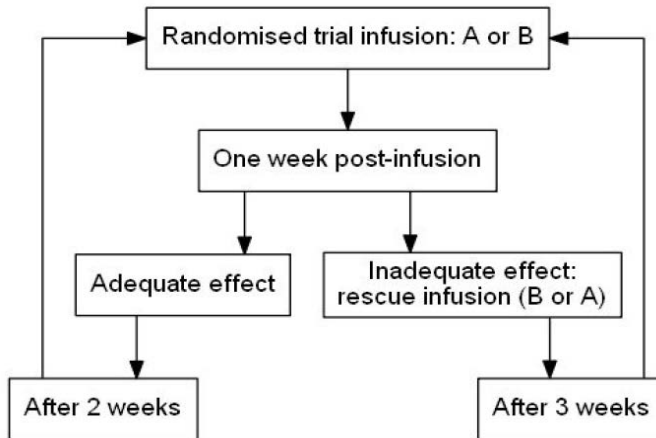 Randomised trial infusion: A or B
One week post-infusion
Adequate effect
Inadequate effect:
rescue infusion (B or A)
After 2 weeks
After 3 weeks